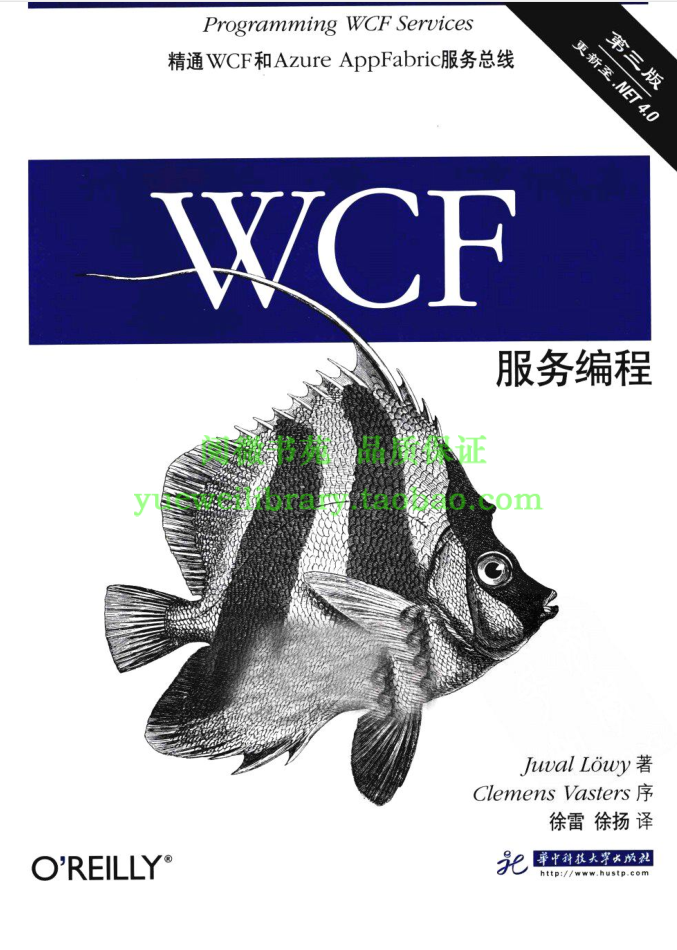 Programming WCF Services
精通WCF和Azure AppFabric服务总线
第三版
更新至.NET 4.0
WCF
服务编程
阅微书苑 品质保证
yueweilibrary.taobao.com
Juval Löwy 著
Clemens Vasters 序
徐雷 徐扬 译
O'REILLY®
华中科技大学出版社
http://www.hustp.com